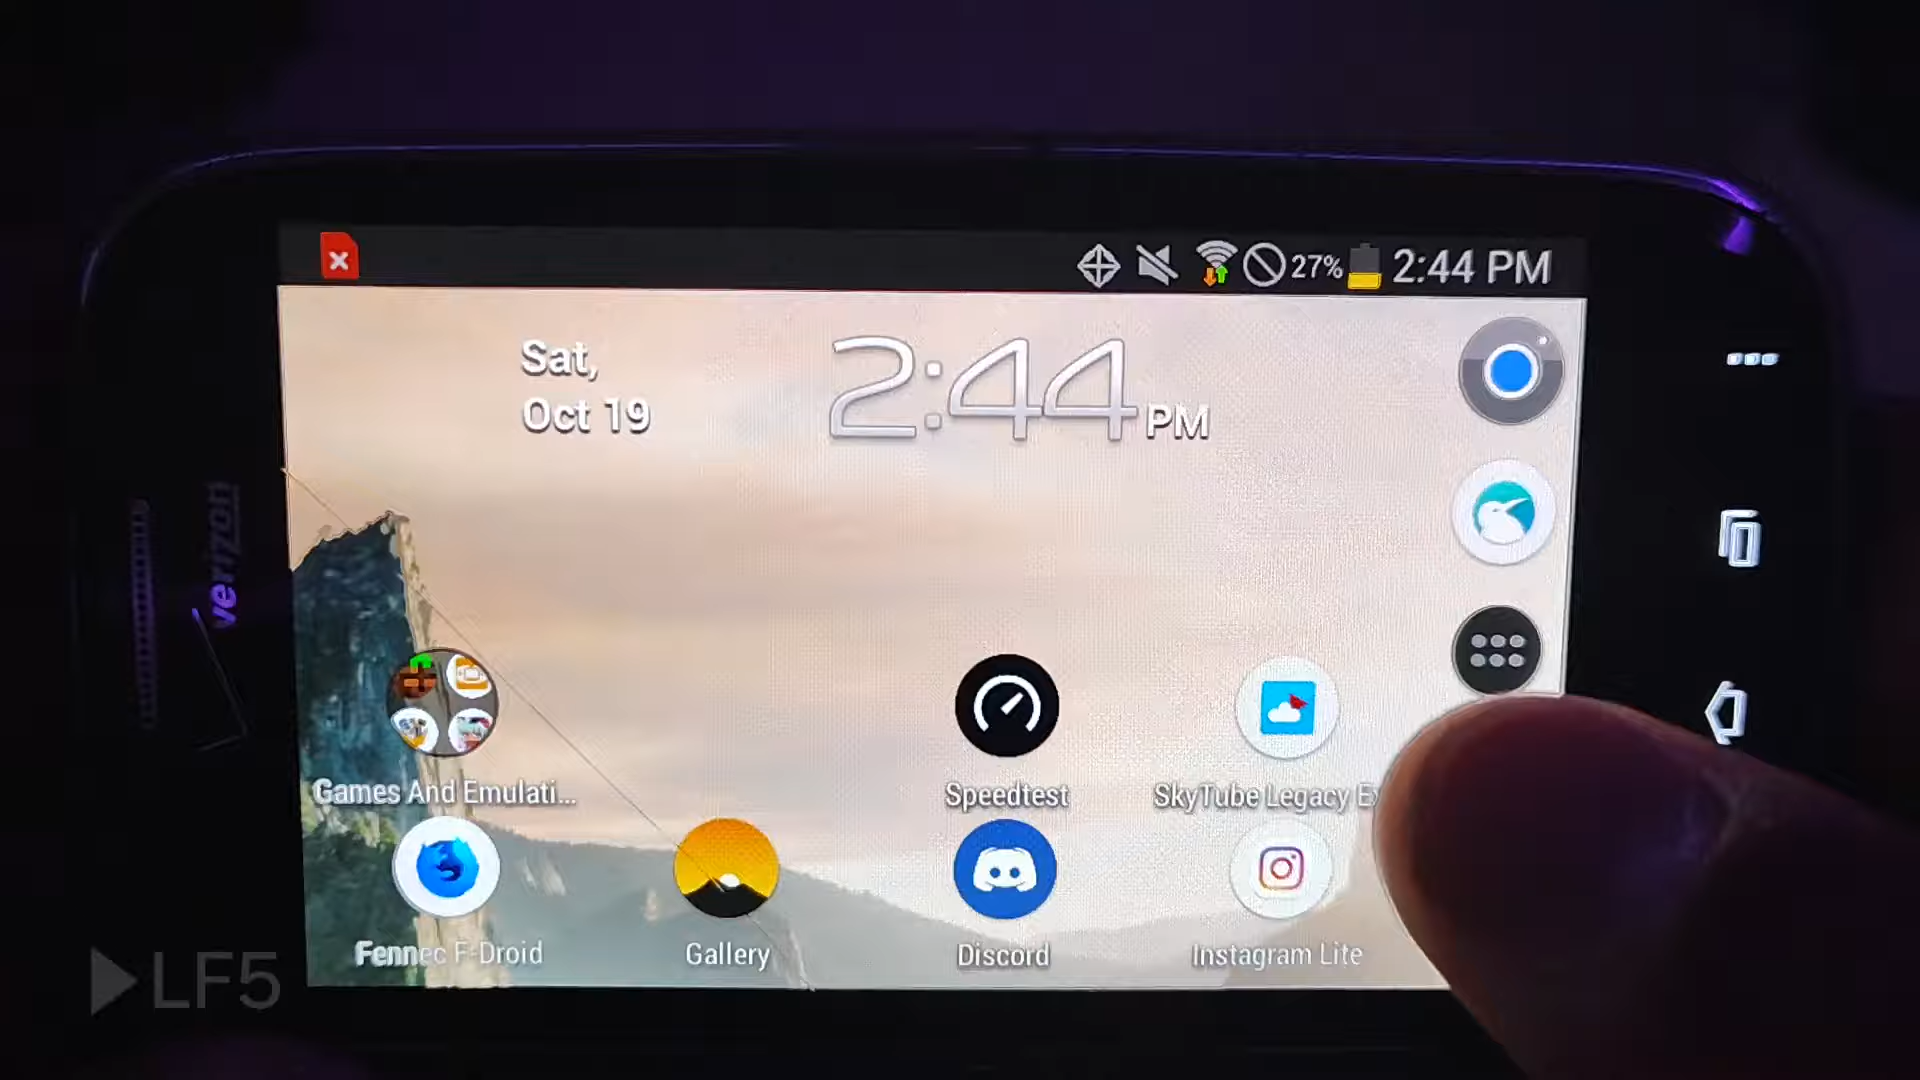 27% 2:44 PM
Sat,
Oct 19
2:44 PM
verizon
Games And Emulati...
Speedtest
SkyTube Legacy E
Fennec F-Droid
Gallery
Discord
Instagram Lite
LF5